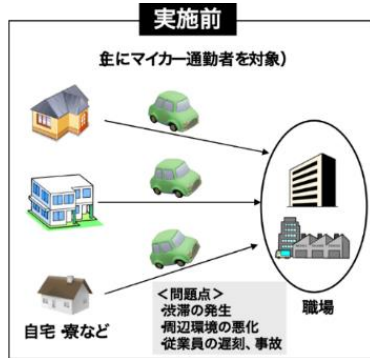 実施前
主にマイカー通勤者を対象)
自宅・寮など
<問題点>
・渋滞の発生
・周辺環境の悪化
・従業員の遅刻、事故
職場